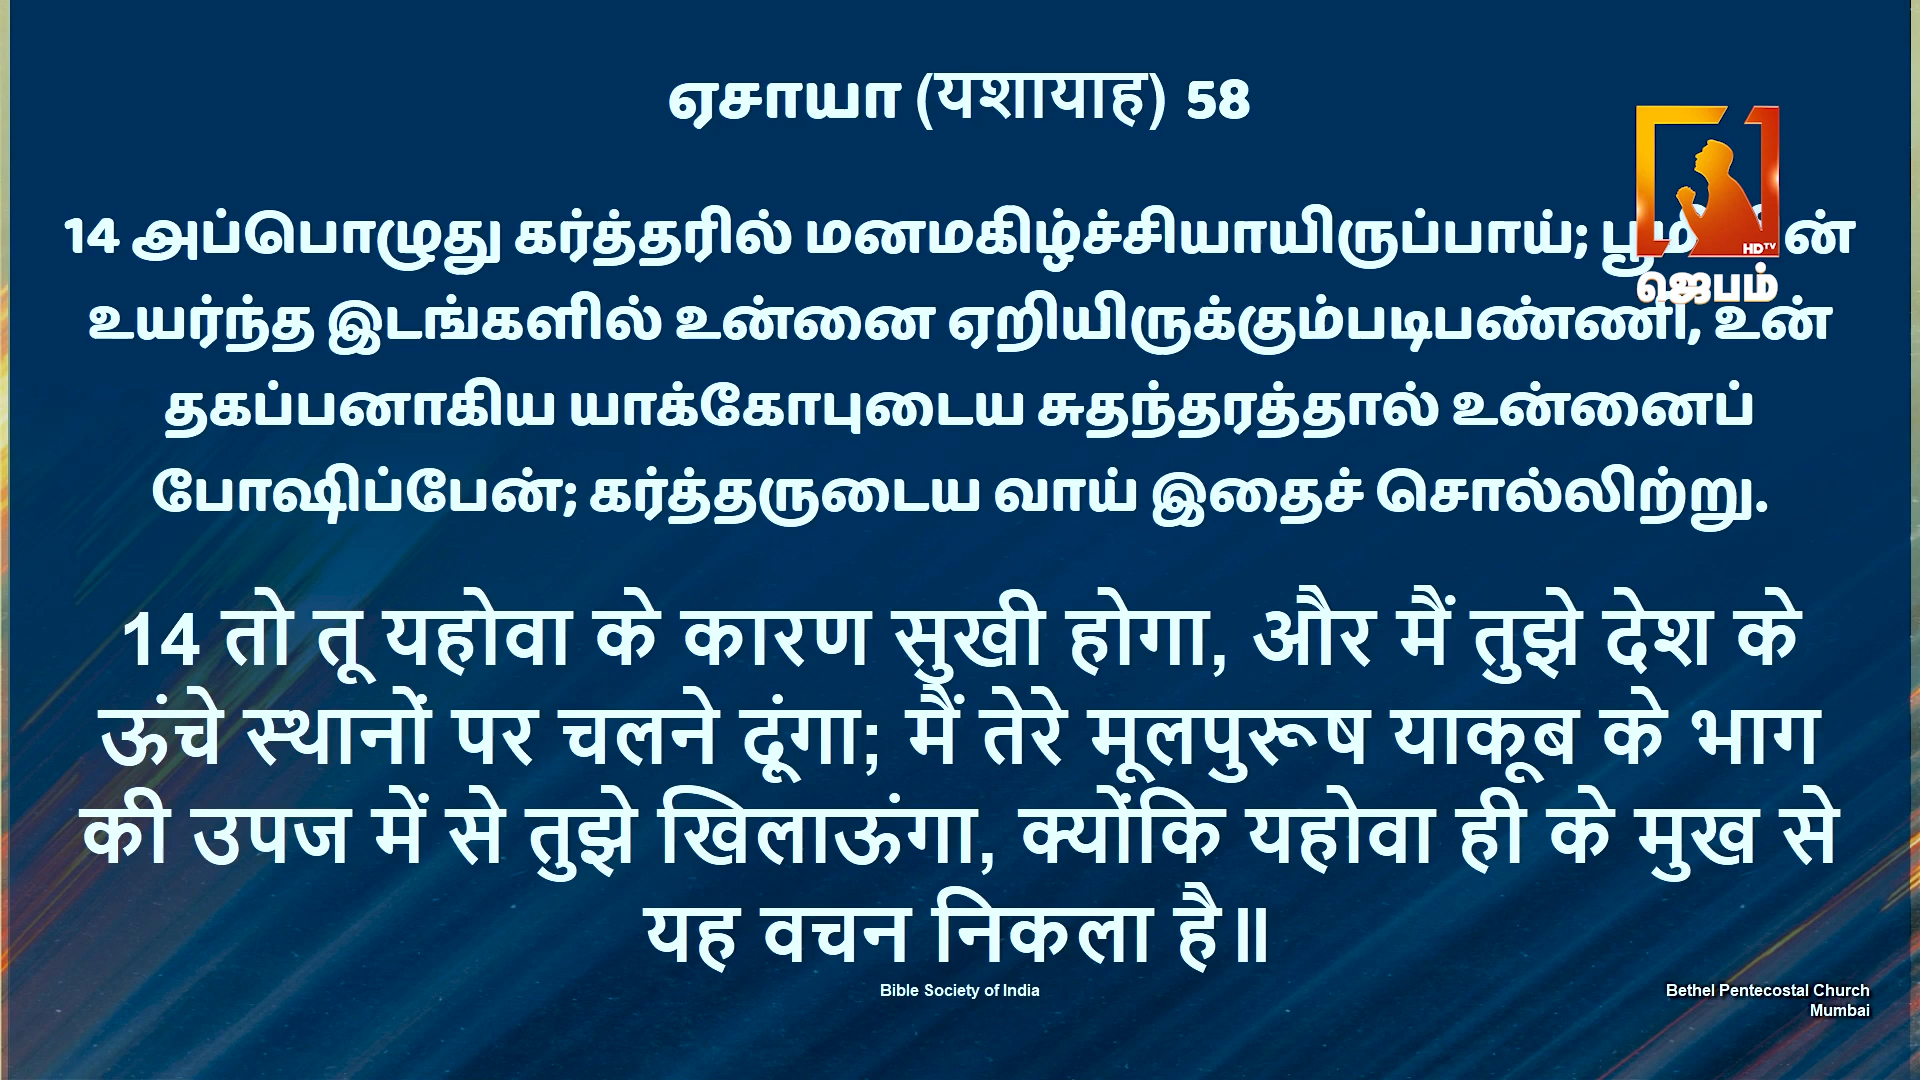 ஏசாயா (यशायाह) 58
14 அப்பொழுது கர்த்தரில் மனமகிழ்ச்சியாயிருப்பாய்;
உயர்ந்த இடங்களில் உன்னை ஏறியிருக்கும்படிபண்ணி, உன்
தகப்பனாகிய யாக்கோபுடைய சுதந்தரத்தால் உன்னைப்
போஷிப்பேன்; கர்த்தருடைய வாய் இதைச் சொல்லிற்று.
HDTV
ஜெபம்
14 तो तू यहोवा के कारण सुखी होगा, और मैं तुझे देश के
ऊंचे स्थानों पर चलने दूंगा; मैं तेरे मूलपुरूष याकूब के भाग
की उपज में से तुझे खिलाऊंगा, क्योंकि यहोवा ही के मुख से
यह वचन निकला है॥
Bible Society of India
Bethel Pentecostal Church
Mumbai